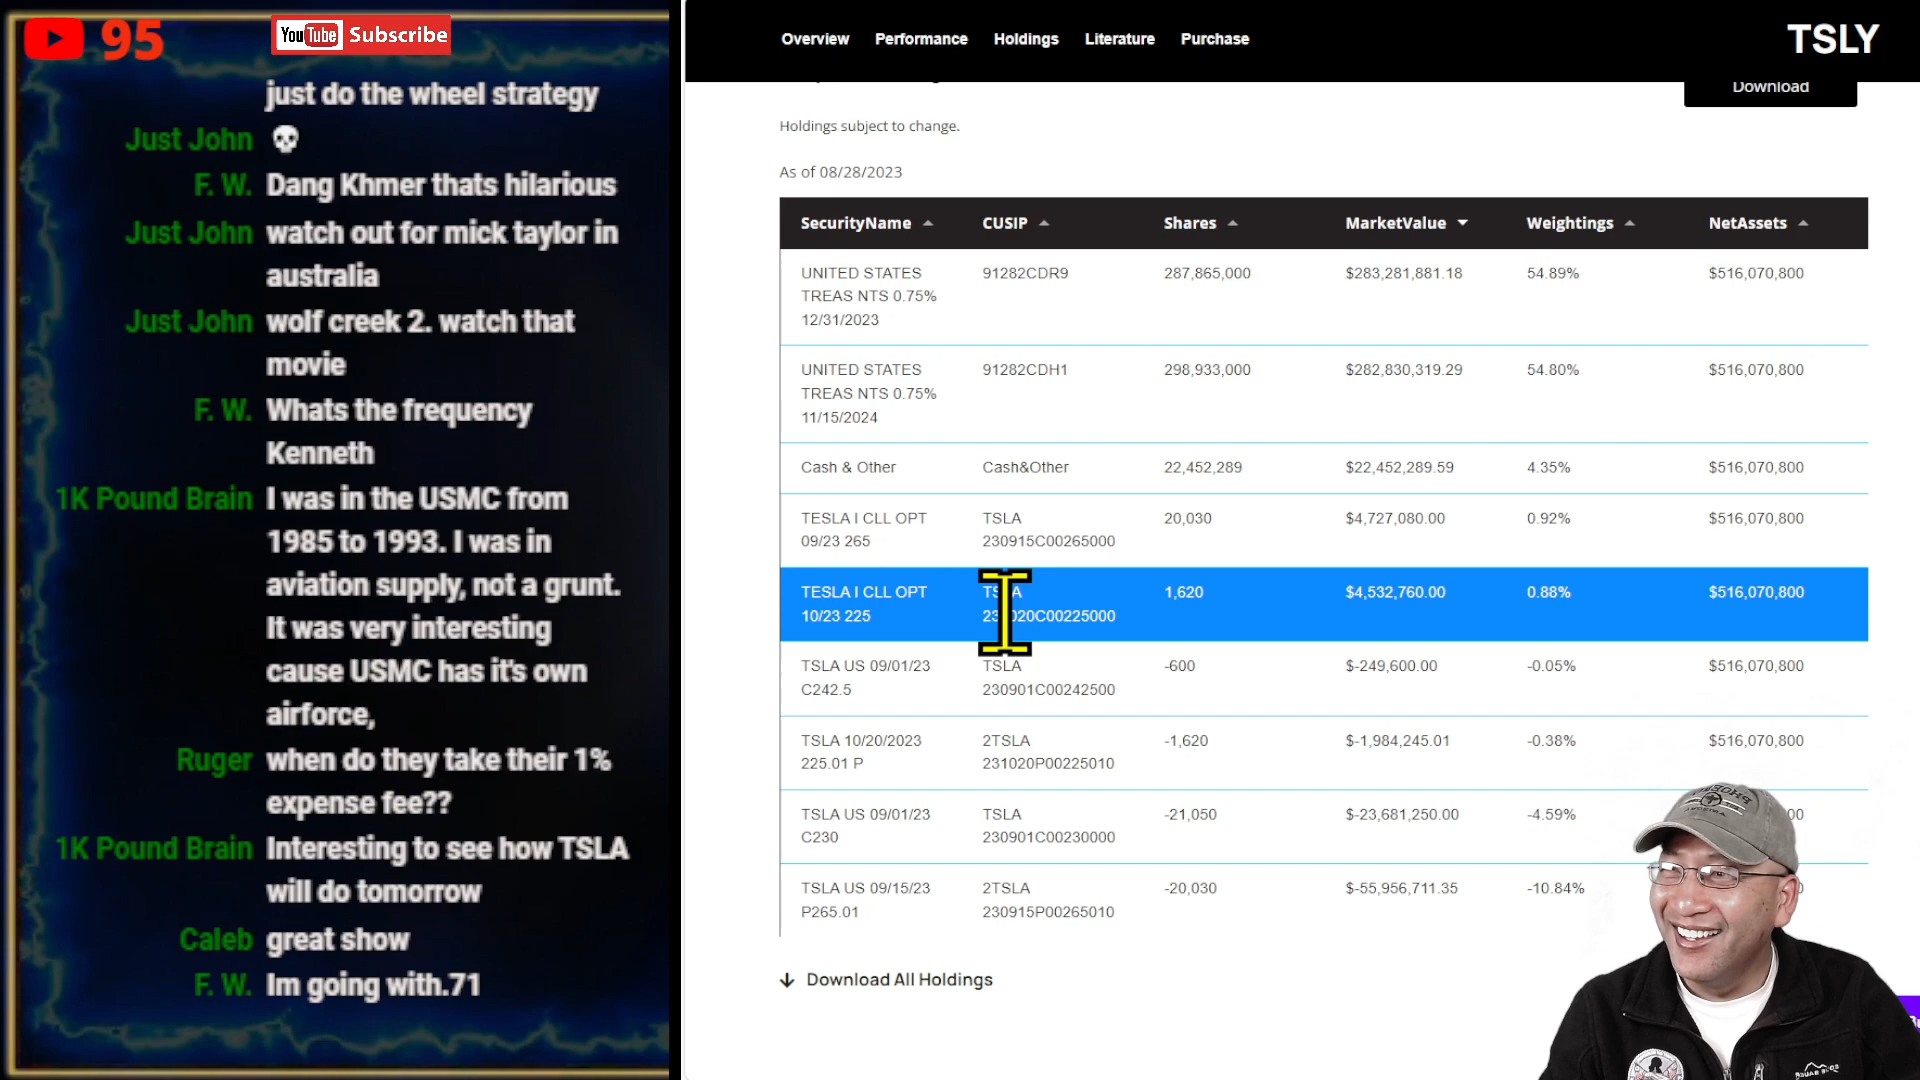 95
YouTube Subscribe
just do the wheel strategy
Just John 💀
F. W. Dang Khmer thats hilarious
Just John watch out for mick taylor in
australia
Just John wolf creek 2. watch that
movie
F. W. Whats the frequency
Kenneth
1K Pound Brain I was in the USMC from
1985 to 1993. I was in
aviation supply, not a grunt.
It was very interesting
cause USMC has it's own
airforce,
Ruger when do they take their 1%
expense fee??
1K Pound Brain Interesting to see how TSLA
will do tomorrow
Caleb great show
F. W. Im going with.71
Overview Performance Holdings Literature Purchase TSLY
Download
Holdings subject to change.
As of 08/28/2023
SecurityName CUSIP Shares MarketValue Weightings NetAssets
UNITED STATES 91282CDR9 287,865,000 $283,281,881.18 54.89% $516,070,800
TREAS NTS 0.75%
12/31/2023
UNITED STATES 91282CDH1 298,933,000 $282,830,319.29 54.80% $516,070,800
TREAS NTS 0.75%
11/15/2024
Cash & Other Cash&Other 22,452,289 $22,452,289.59 4.35% $516,070,800
TESLA I CLL OPT TSLA 20,030 $4,727,080.00 0.92% $516,070,800
09/23 265 230915C00265000
TESLA I CLL OPT TSLA 1,620 $4,532,760.00 0.88% $516,070,800
10/23 225 231020C00225000
TSLA US 09/01/23 TSLA -600 $-249,600.00 -0.05% $516,070,800
C242.5 230901C00242500
TSLA 10/20/2023 2TSLA -1,620 $-1,984,245.01 -0.38% $516,070,800
225.01 P 231020P00225010
TSLA US 09/01/23 TSLA -21,050 $-23,681,250.00 -4.59%
C230 230901C00230000
TSLA US 09/15/23 2TSLA -20,030 $-55,956,711.35 -10.84%
P265.01 230915P00265010
Download All Holdings